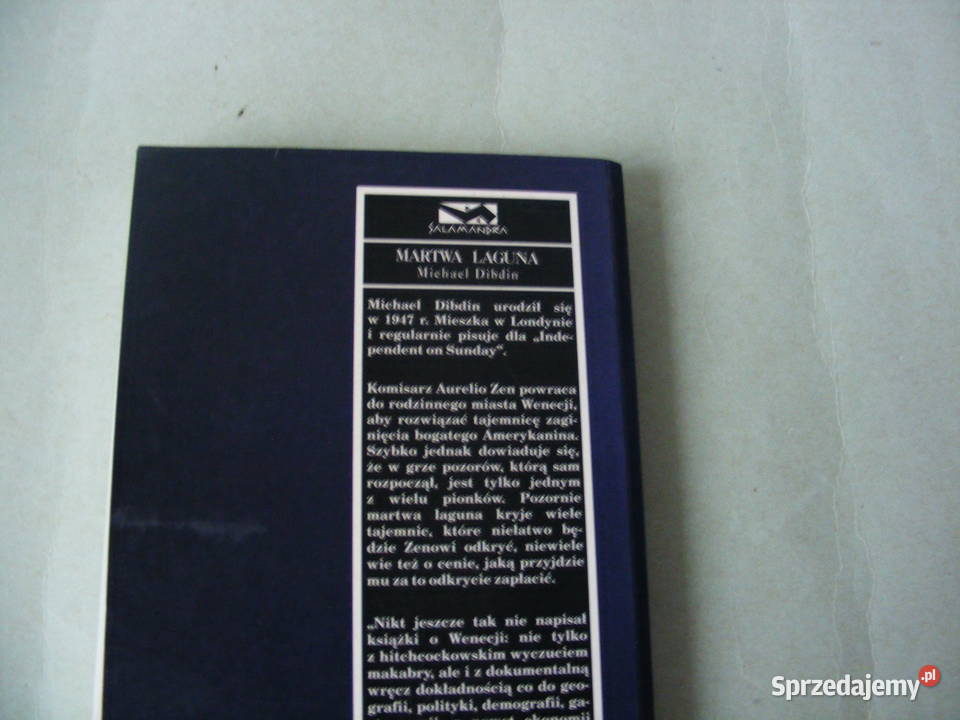 SALAMANDRA
MARTWA LAGUNA
Michael Dibdin
Michael Dibdin urodził się
w 1947 r. Mieszka w Londynie
i regularnie pisuje dla „Inde-
pendent on Sunday“.
Komisarz Aurelio Zen powraca
do rodzinnego miasta Wenecji,
aby rozwiązać tajemnicę zagi-
nięcia bogatego Amerykanina.
Szybko jednak dowiaduje się,
że w grze pozorów, którą sam
rozpoczął, jest tylko jednym
z wielu pionków. Pozornie
martwa laguna kryje wiele
tajemnic, które niełatwo bę-
dzie Zenowi odkryć, niewiele
wie też o cenie, jaką przyjdzie
mu za to odkrycie zapłacić.
„Nikt jeszcze tak nie napisał
książki o Wenecji: nie tylko
z hitchcockowskim wyczuciem
makabry, ale i z dokumentalną
wręcz dokładnością co do geo-
grafii, polityki, demografii, ga-
nawet ekonomii
Sprzedajemy.pl